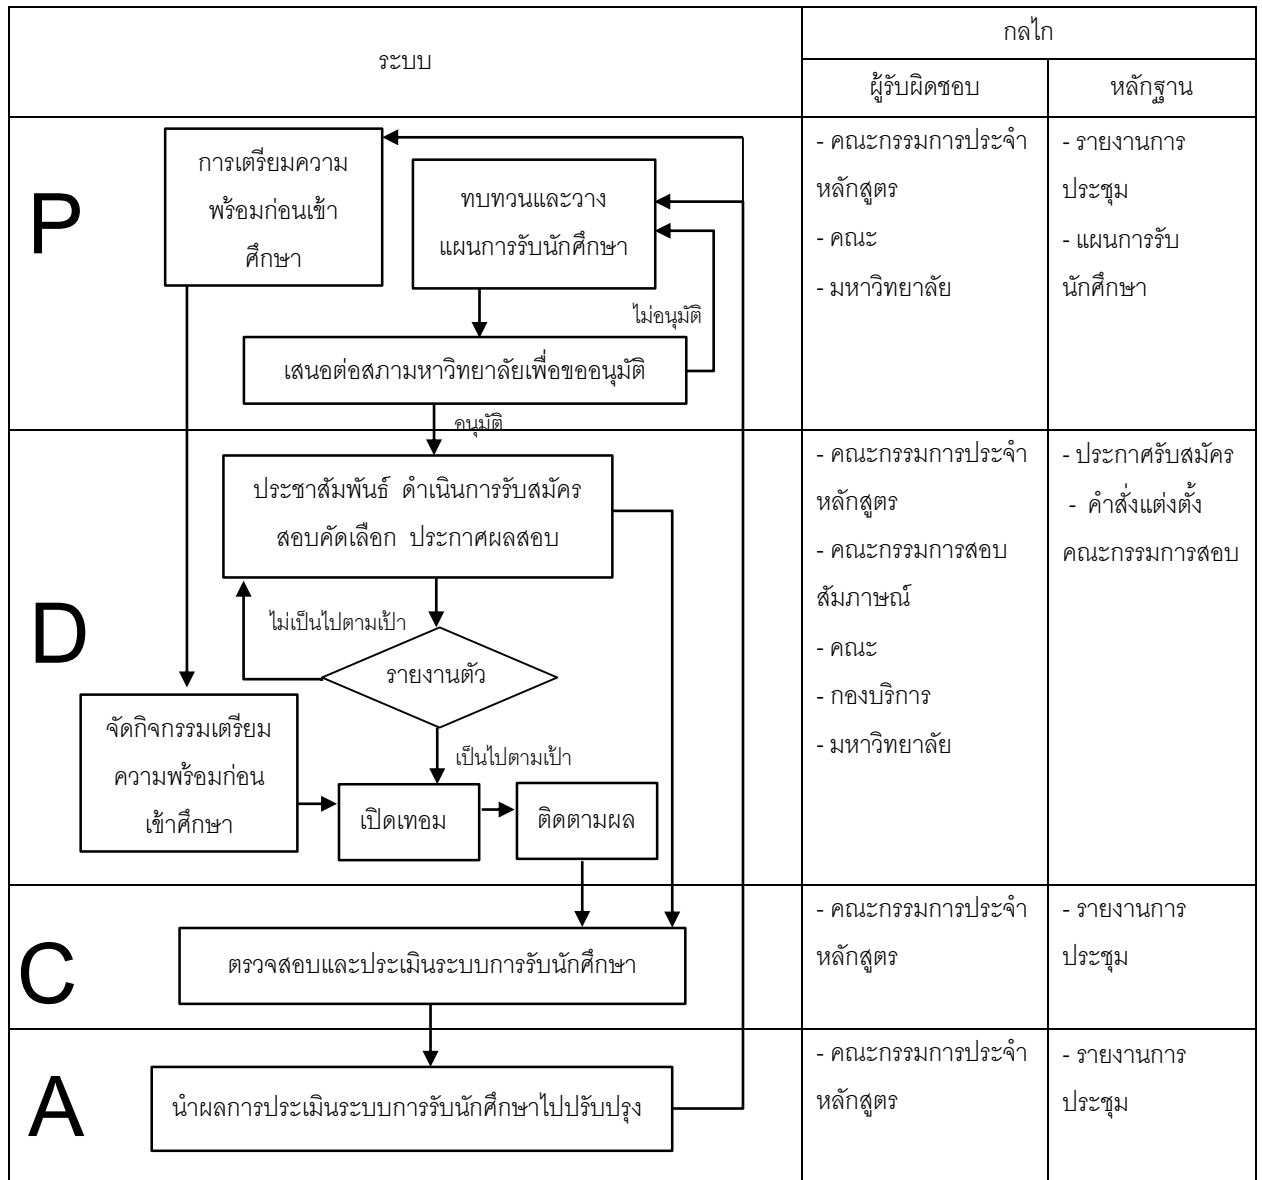 ระบบ
กลไก
ผู้รับผิดชอบ
หลักฐาน
P
การเตรียมความ
พร้อมก่อนเข้า
ศึกษา
ทบทวนและวาง
แผนการรับนักศึกษา
ไม่อนุมัติ
เสนอต่อสภามหาวิทยาลัยเพื่อขออนุมัติ
อนุมัติ
- คณะกรรมการประจำ
หลักสูตร
- คณะ
- มหาวิทยาลัย
- รายงานการ
ประชุม
- แผนการรับ
นักศึกษา
D
ประชาสัมพันธ์ ดำเนินการรับสมัคร
สอบคัดเลือก ประกาศผลสอบ
ไม่เป็นไปตามเป้า
รายงานตัว
เป็นไปตามเป้า
จัดกิจกรรมเตรียม
ความพร้อมก่อน
เข้าศึกษา
เปิดเทอม
ติดตามผล
- คณะกรรมการประจำ
หลักสูตร
- คณะกรรมการสอบ
สัมภาษณ์
- คณะ
- กองบริการ
- มหาวิทยาลัย
- ประกาศรับสมัคร
- คำสั่งแต่งตั้ง
คณะกรรมการสอบ
C
ตรวจสอบและประเมินระบบการรับนักศึกษา
- คณะกรรมการประจำ
หลักสูตร
- รายงานการ
ประชุม
A
นำผลการประเมินระบบการรับนักศึกษาไปปรับปรุง
- คณะกรรมการประจำ
หลักสูตร
- รายงานการ
ประชุม